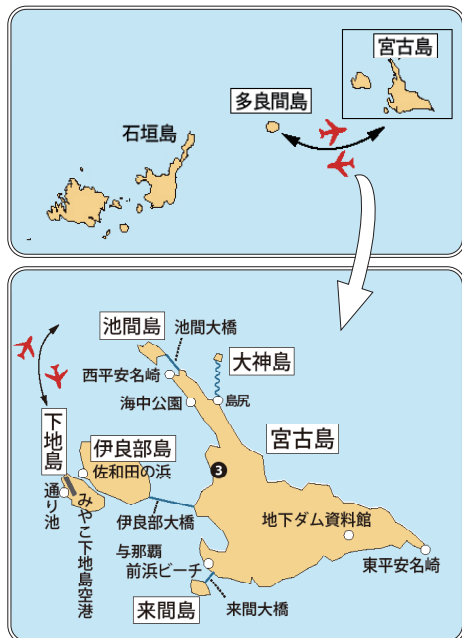 宮古島
多良間島
石垣島
池間島
池間大橋
大神島
西平安名崎
海中公園
島尻
宮古島
下地島
伊良部島
佐和田の浜
3
通り池
みやこ下地島空港
伊良部大橋
地下ダム資料館
与那覇
前浜ビーチ
東平安名崎
来間島
来間大橋